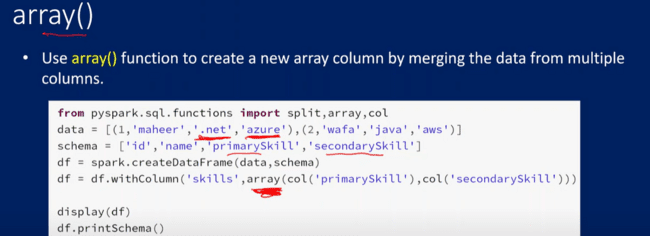 array()
• Use array() function to create a new array column by merging the data from multiple
columns.
from pyspark.sql.functions import split,array,col
data = [(1,'maheer','.net','azure'),(2,'wafa','java','aws')]
schema = ['id','name','primarySkill','secondarySkill']
df = spark.createDataFrame(data,schema)
df = df.withColumn('skills',array(col('primarySkill'),col('secondarySkill')))
display(df)
df.printSchema()